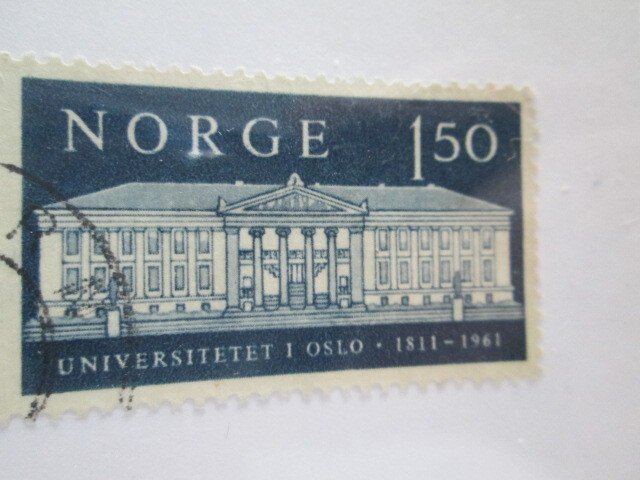 NORGE 1.50
UNIVERSITETET I OSLO · 1811-1961